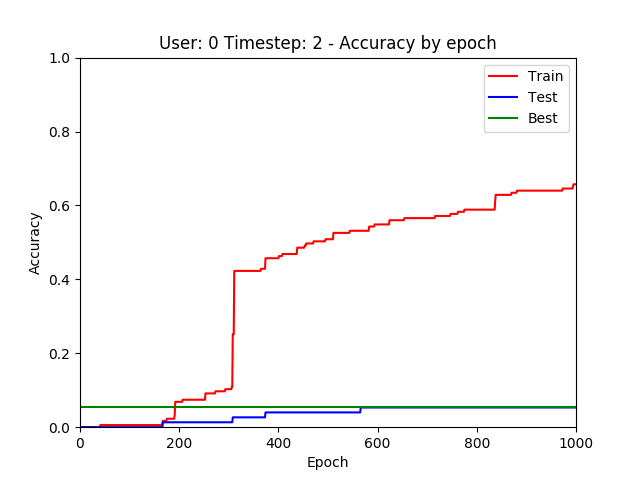 User: 0 Timestep: 2 - Accuracy by epoch
1.0
0.8
0.6
0.4
0.2
0.0
Accuracy
Train
Test
Best
0 200 400 600 800 1000
Epoch